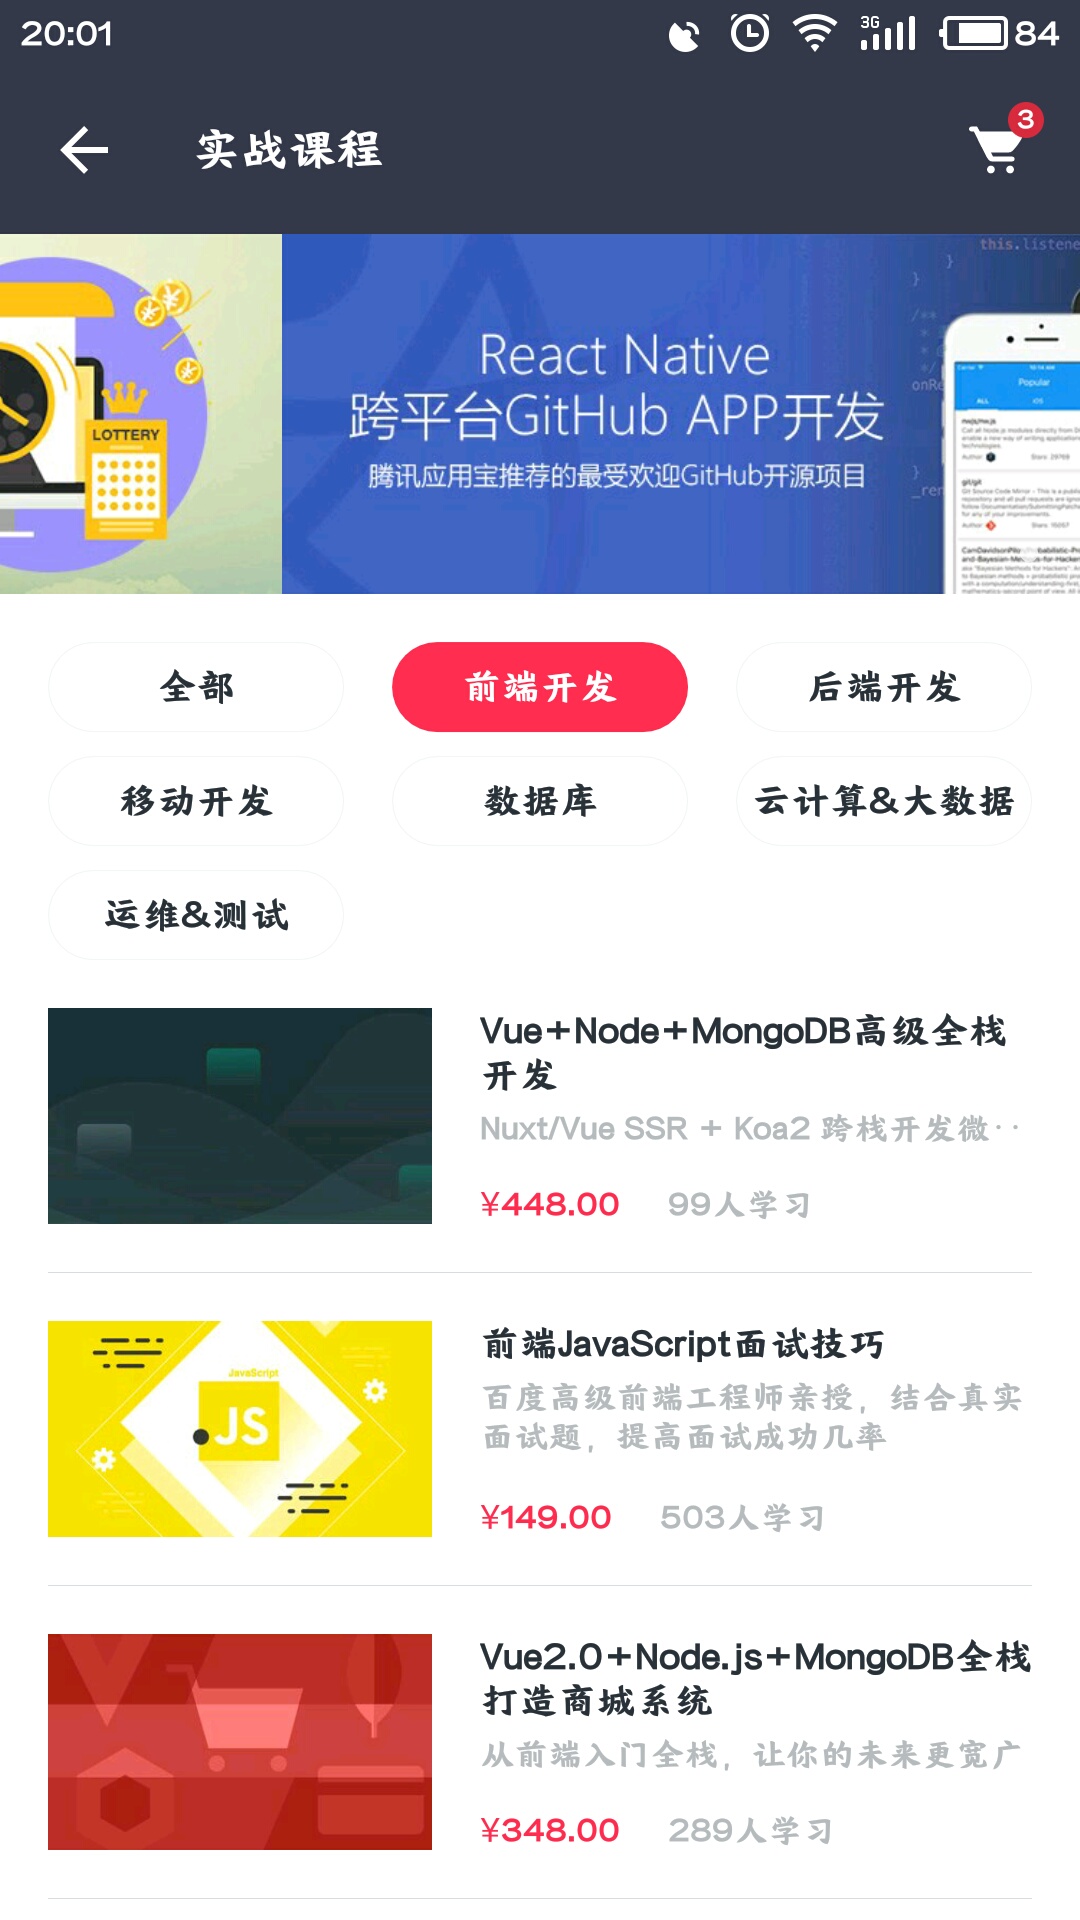 20:01
3G
84
实战课程
3
LOTTERY
this.listene
React Native
跨平台GitHub APP开发
腾讯应用宝推荐的最受欢迎GitHub开源项目
onRe
_ren
Popular
ALL
全部
前端开发
后端开发
移动开发
数据库
云计算&大数据
运维&测试
Vue+Node+MongoDB高级全栈
开发
Nuxt/Vue SSR + Koa2 跨栈开发微··
¥448.00
99人学习
前端JavaScript面试技巧
JavaScript
JS
百度高级前端工程师亲授，结合真实
面试题，提高面试成功几率
¥149.00
503人学习
Vue2.0+Node.js+MongoDB全栈
打造商城系统
从前端入门全栈，让你的未来更宽广
¥348.00
289人学习